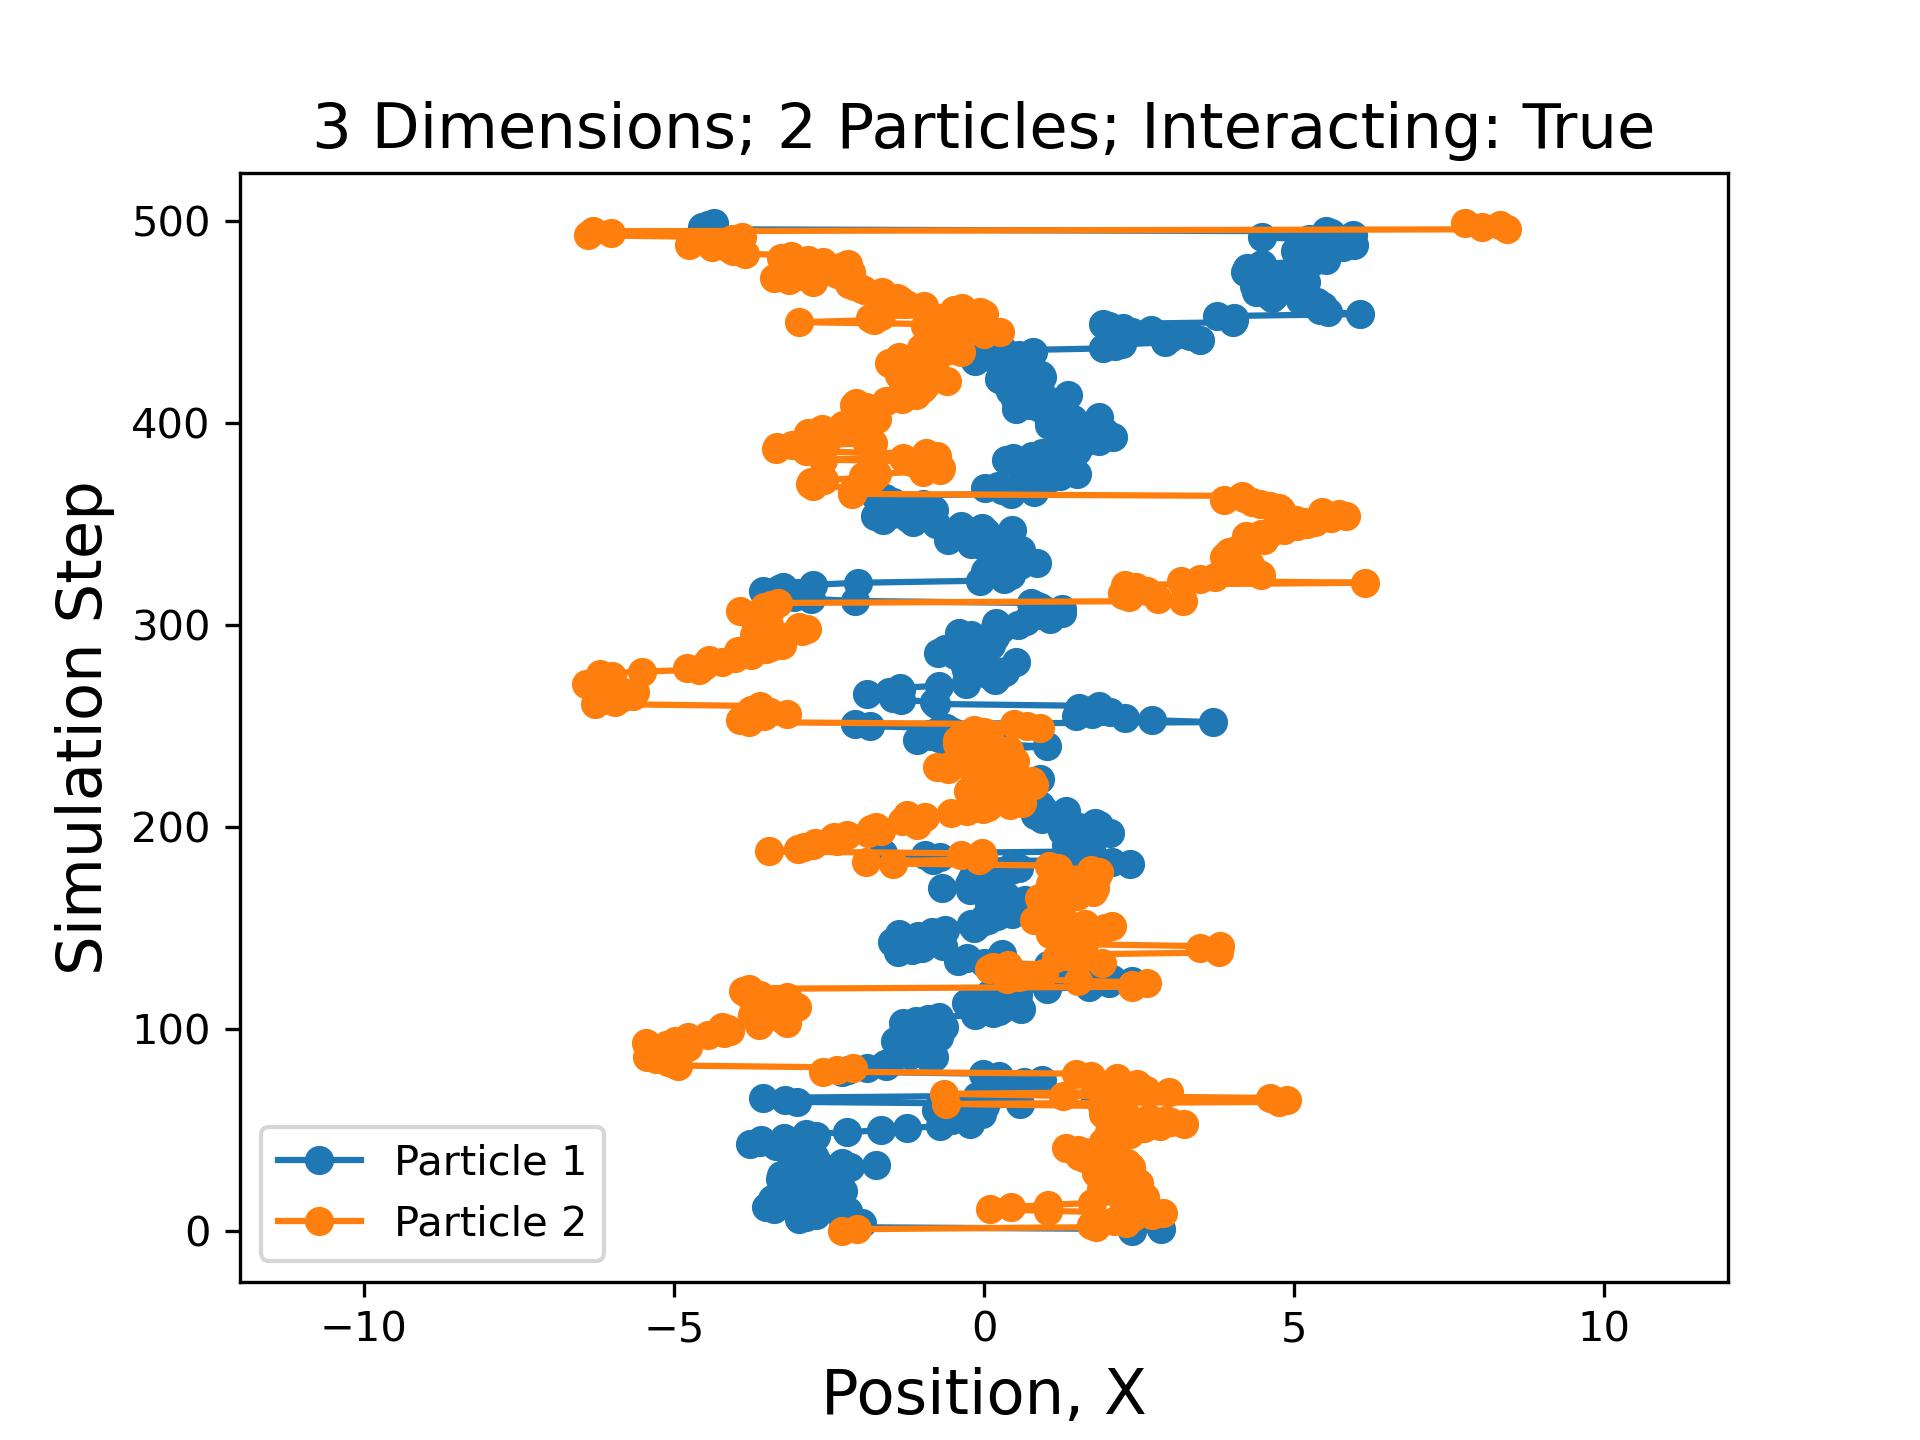 3 Dimensions; 2 Particles; Interacting: True
500
400
300
200
100
0
Simulation Step
Particle 1
Particle 2
−10
−5
0
5
10
Position, X